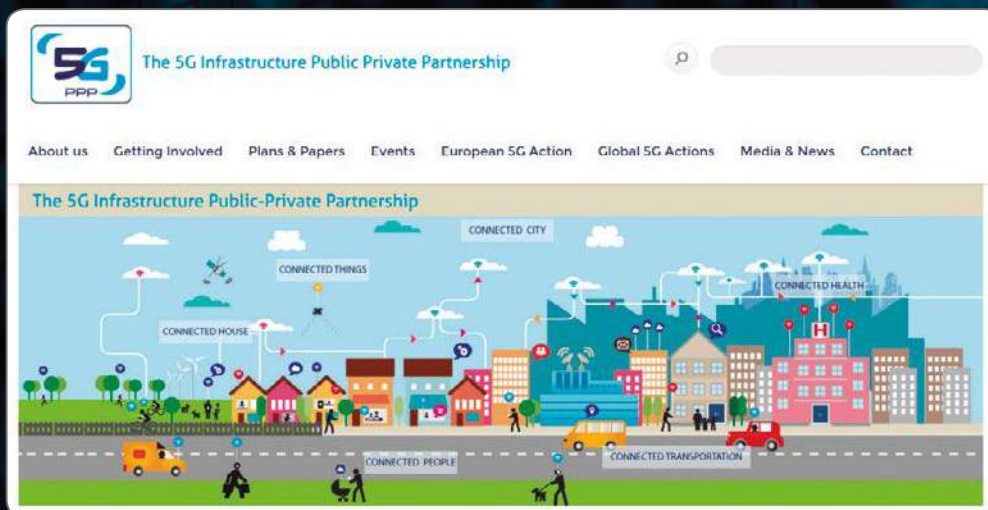 5G
PPP
The 5G Infrastructure Public Private Partnership
About us Getting Involved Plans & Papers Events European 5G Action Global 5G Actions Media & News Contact
The 5G Infrastructure Public-Private Partnership
CONNECTED CITY
CONNECTED THINGS
CONNECTED HEALTH
CONNECTED HOUSE
H
CONNECTED TRANSPORTATION
CONNECTED PEOPLE